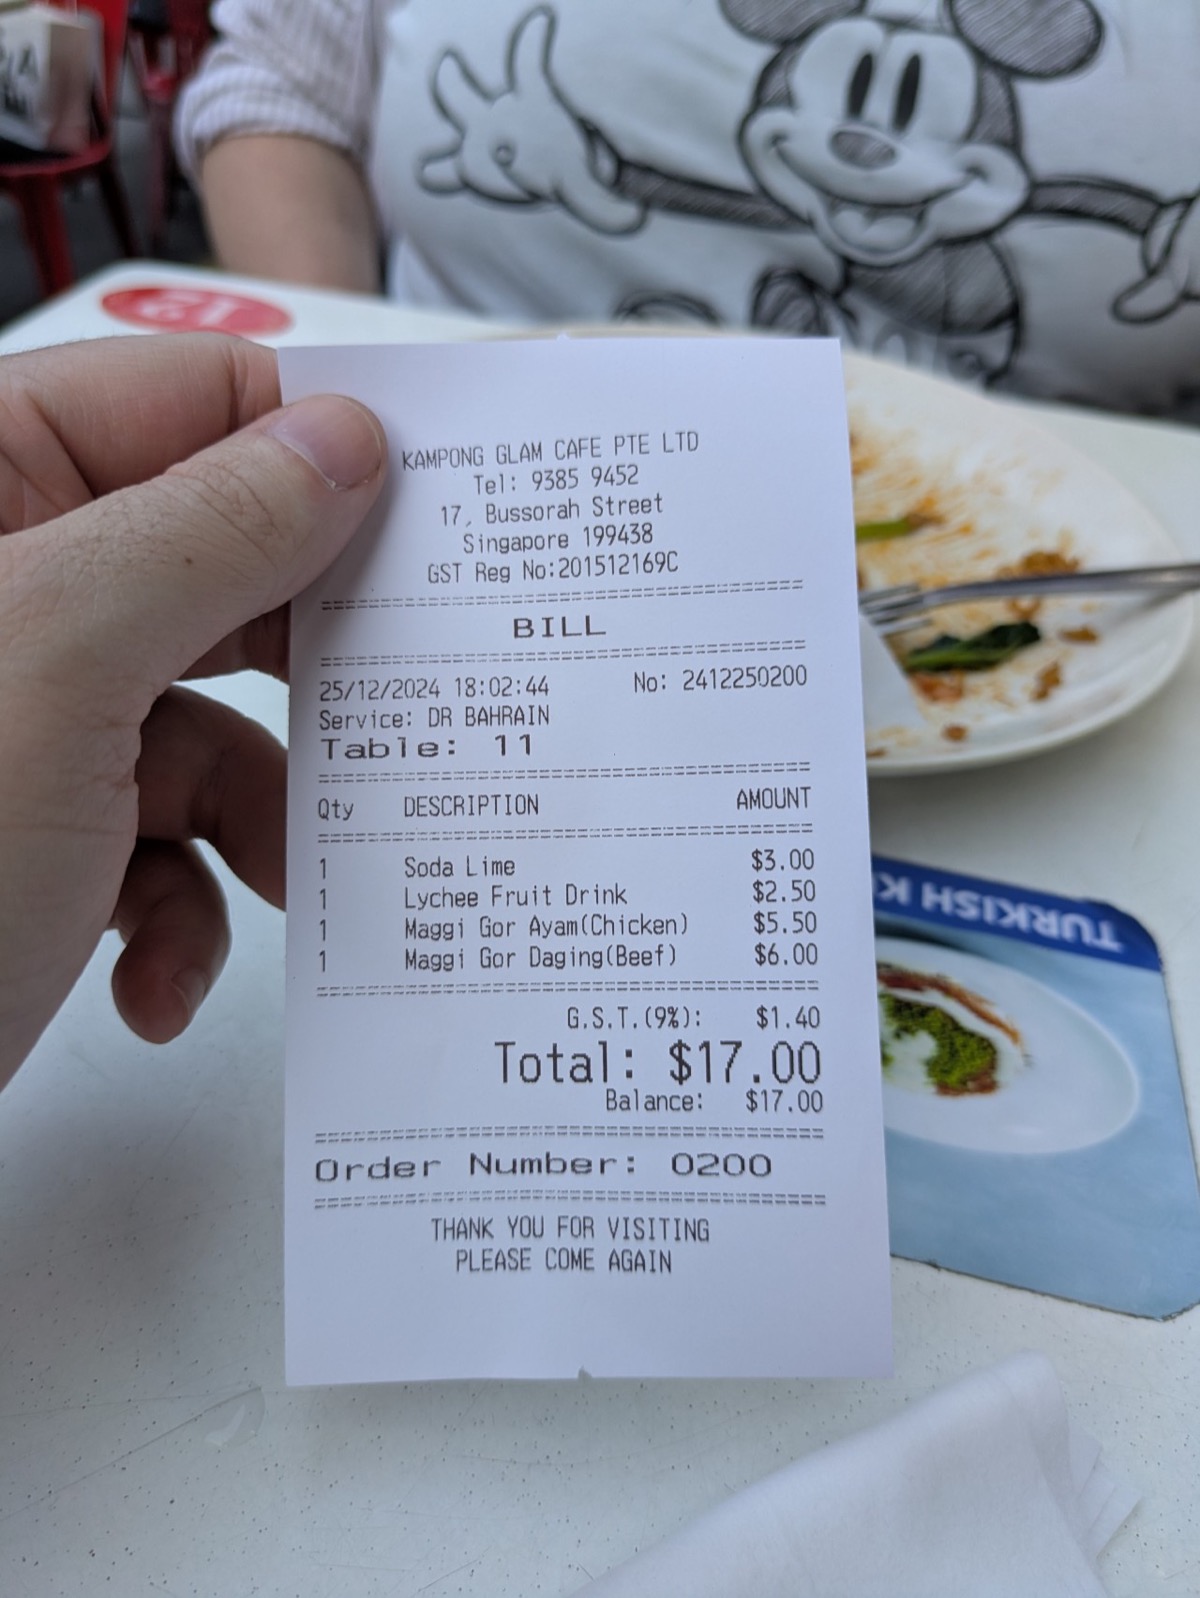 KAMPONG GLAM CAFE PTE LTD
Tel: 9385 9452
17, Bussorah Street
Singapore 199438
GST Reg No:201512169C
BILL
25/12/2024 18:02:44 No: 2412250200
Service: DR BAHRAIN
Table: 11
Qty DESCRIPTION AMOUNT
1 Soda Lime $3.00
1 Lychee Fruit Drink $2.50
1 Maggi Gor Ayam(Chicken) $5.50
1 Maggi Gor Daging(Beef) $6.00
G.S.T.(9%): $1.40
Total: $17.00
Balance: $17.00
Order Number: 0200
THANK YOU FOR VISITING
PLEASE COME AGAIN
TURKISH
12